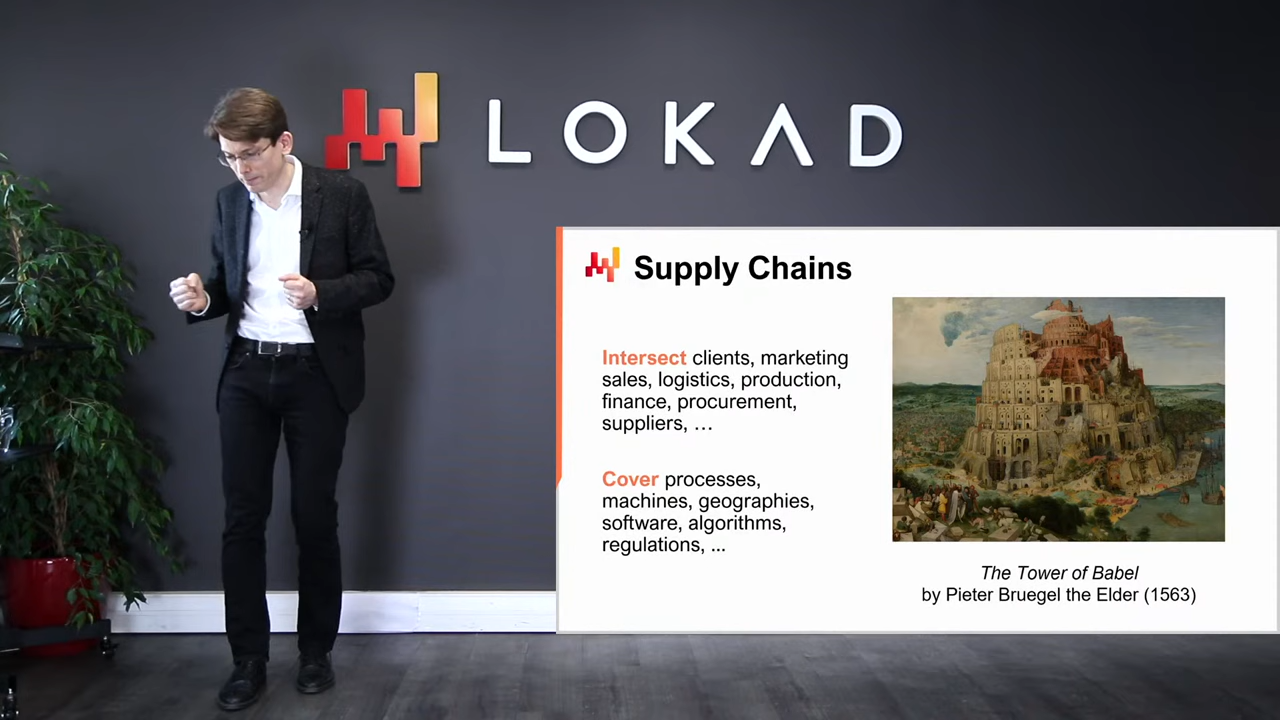 LOKAD
Supply Chains
Intersect clients, marketing
sales, logistics, production,
finance, procurement,
suppliers, …
Cover processes,
machines, geographies,
software, algorithms,
regulations, ...
The Tower of Babel
by Pieter Bruegel the Elder (1563)